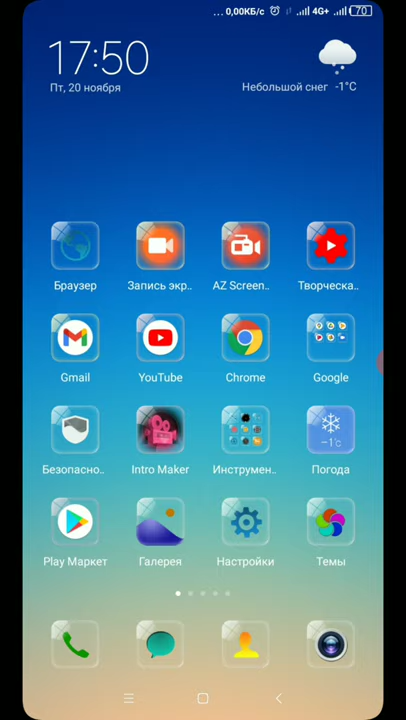 ... 0,00КБ/с 4G+ 70
17:50
Пт, 20 ноября
Небольшой снег -1°C
Браузер Запись экр.. AZ Screen.. Творческа..
Gmail YouTube Chrome Google
-1°c
Безопасно.. Intro Maker Инструмен.. Погода
Play Маркет Галерея Настройки Темы